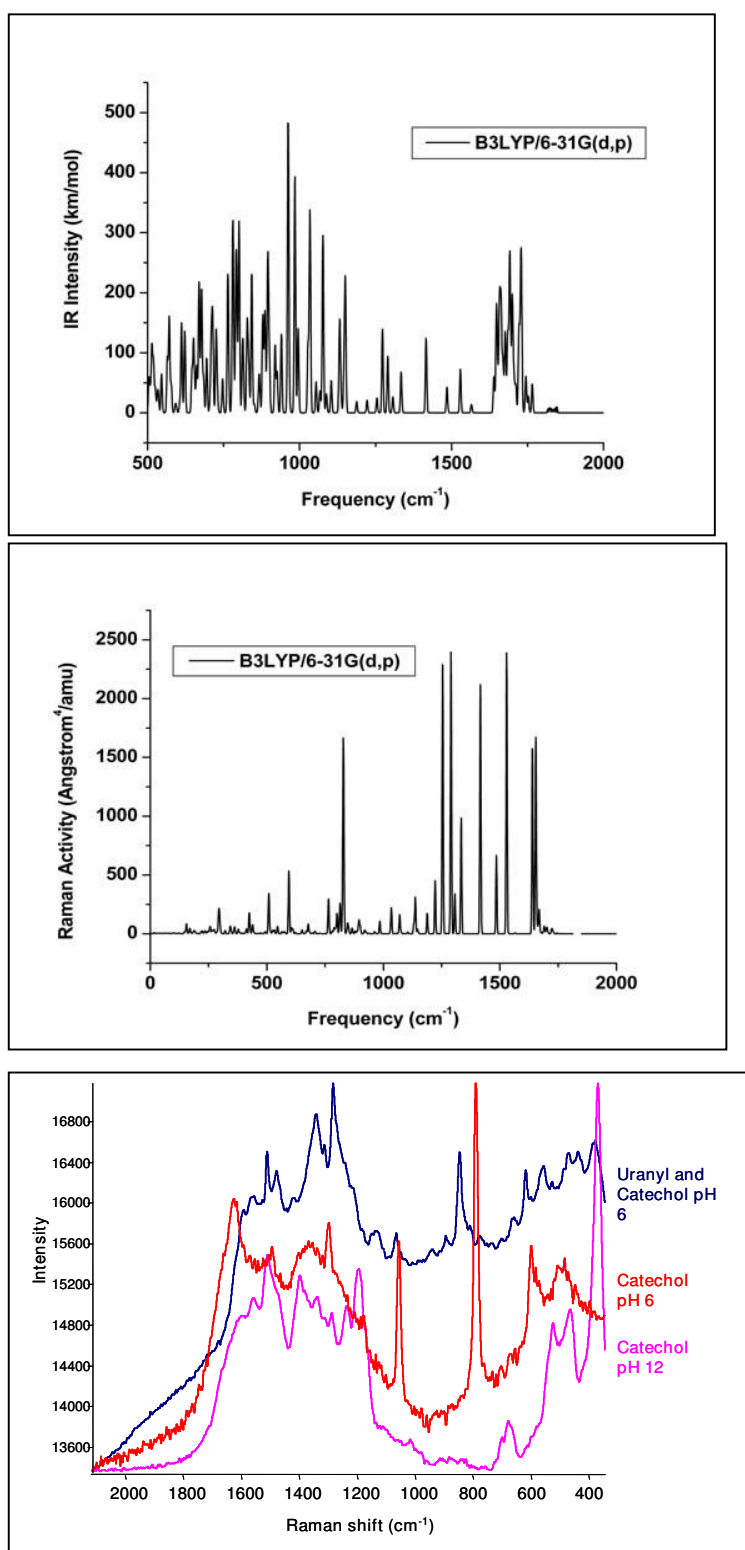 500
400
300
200
100
0
IR Intensity (km/mol)
B3LYP/6-31G(d,p)
500 1000 1500 2000
Frequency (cm-1)
2500
2000
1500
1000
500
0
Raman Activity (Angstrom4/amu)
B3LYP/6-31G(d,p)
0 500 1000 1500 2000
Frequency (cm-1)
16800
16400
16000
15600
15200
14800
14400
14000
13600
Intensity
Uranyl and
Catechol pH
6
Catechol
pH 6
Catechol
pH 12
2000 1800 1600 1400 1200 1000 800 600 400
Raman shift (cm-1)